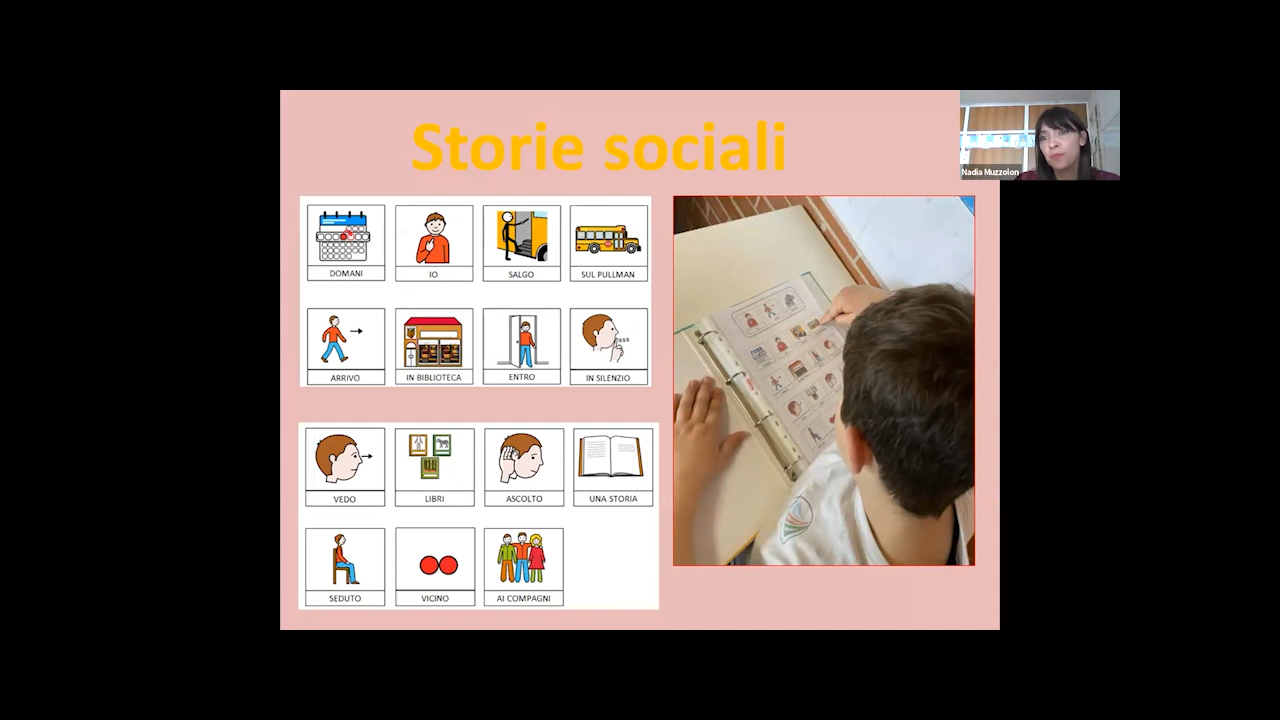 Storie sociali
Nadia Muzzolon
DOMANI IO SALGO SUL PULLMAN
ARRIVO IN BIBLIOTECA ENTRO IN SILENZIO
VEDO LIBRI ASCOLTO UNA STORIA
SEDUTO VICINO AI COMPAGNI